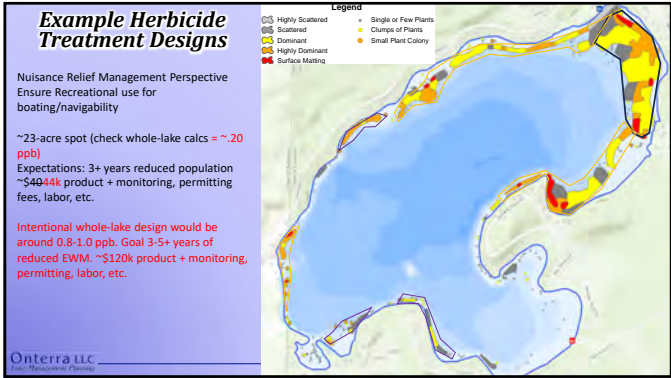 Example Herbicide
Treatment Designs
Nuisance Relief Management Perspective
Ensure Recreational use for
boating/navigability
~23-acre spot (check whole-lake calcs = ~.20
ppb)
Expectations: 3+ years reduced population
~$4044k product + monitoring, permitting
fees, labor, etc.
Intentional whole-lake design would be
around 0.8-1.0 ppb. Goal 3-5+ years of
reduced EWM. ~$120k product + monitoring,
permitting, labor, etc.
Onterra LLC
Lake Management Planning
Legend
Highly Scattered
Scattered
Dominant
Highly Dominant
Surface Matting
Single or Few Plants
Clumps of Plants
Small Plant Colony